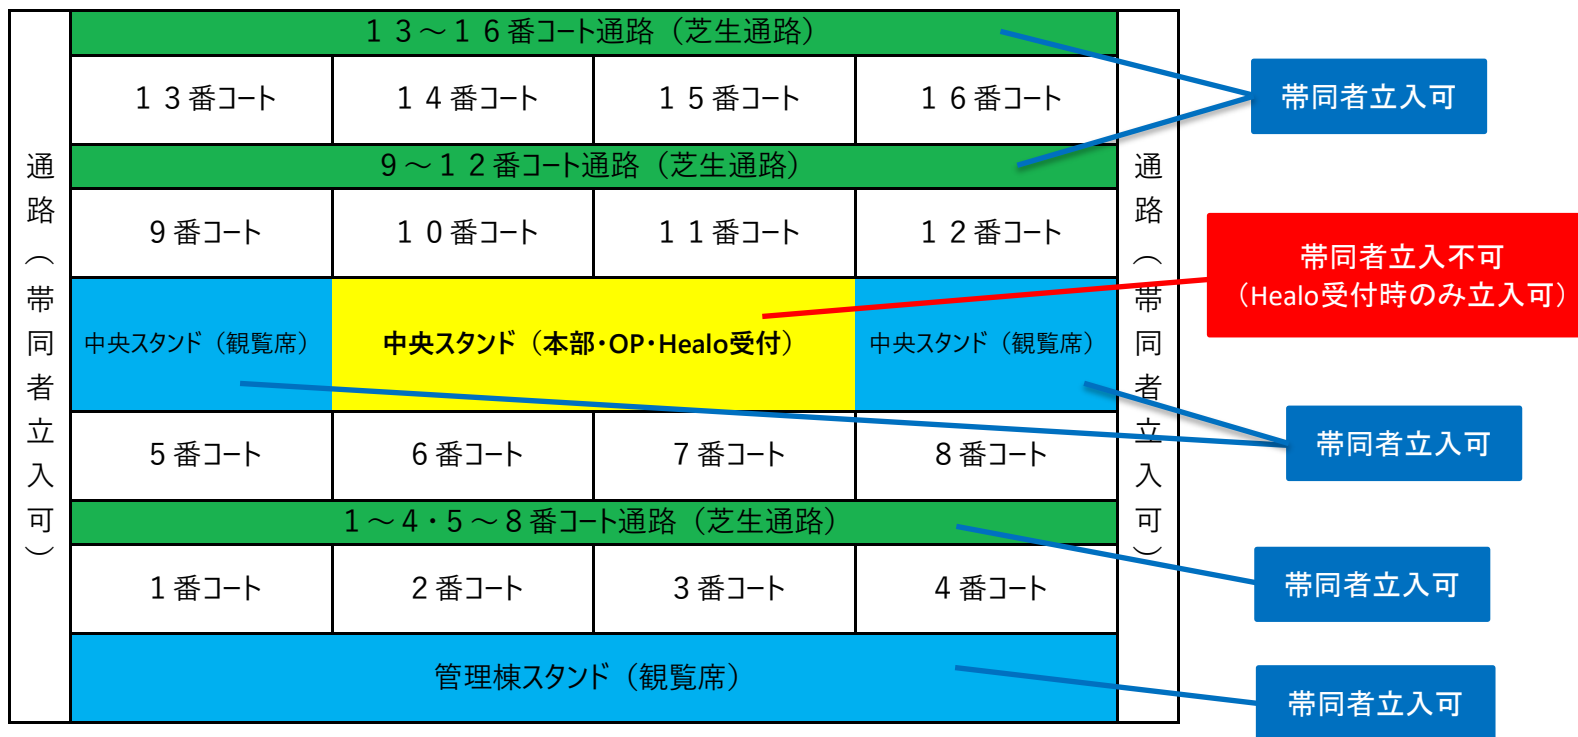 １３～１６番コート通路（芝生通路）
１３番コート
１４番コート
１５番コート
１６番コート
９～１２番コート通路（芝生通路）
９番コート
１０番コート
１１番コート
１２番コート
中央スタンド（観覧席）
中央スタンド（本部・OP・Healo受付）
中央スタンド（観覧席）
５番コート
６番コート
７番コート
８番コート
１～４・５～８番コート通路（芝生通路）
１番コート
２番コート
３番コート
４番コート
管理棟スタンド（観覧席）
通路（帯同者立入可）
通路（帯同者立入可）
帯同者立入可
帯同者立入不可
（Healo受付時のみ立入可）
帯同者立入可
帯同者立入可
帯同者立入可